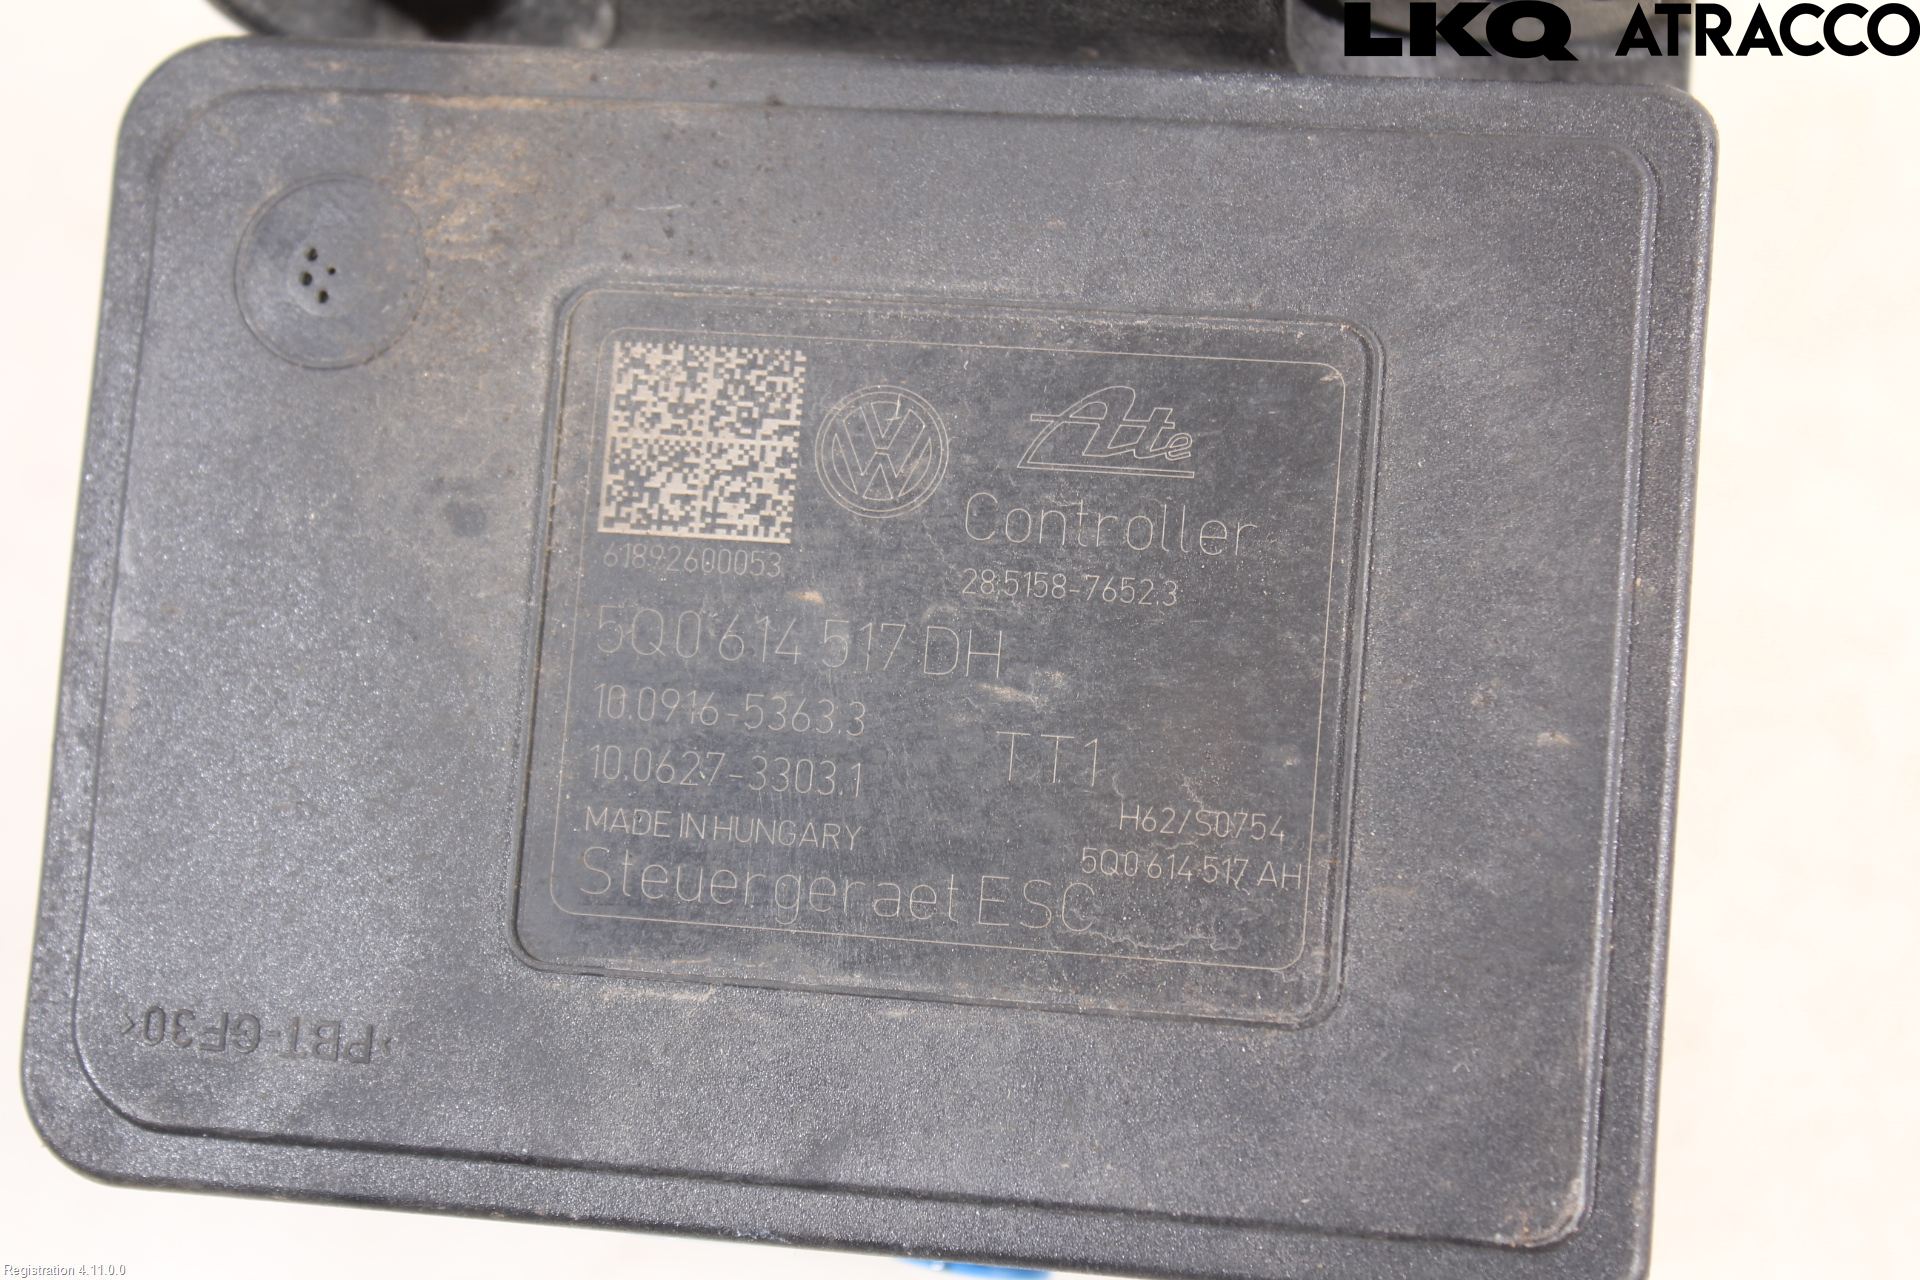 LKQ ATRACCO
Ate
Controller
28.5158-7652.3
61892600053
5Q0 614 517 DH
10.0916-5363.3
10.0627-3303.1
TT1
MADE IN HUNGARY
H62/S0754
5Q0 614 517 AH
Steuergeraet ESC
>PBT-GF30<
Registration 4.11.0.0